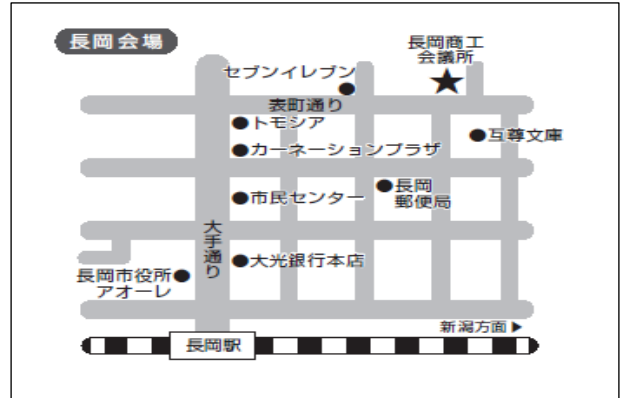 長岡会場
長岡商工
会議所
セブンイレブン
表町通り
●トモシア
●互尊文庫
●カーネーションプラザ
●長岡
郵便局
●市民センター
大手通り
●大光銀行本店
長岡市役所●
アオーレ
新潟方面▶
長岡駅